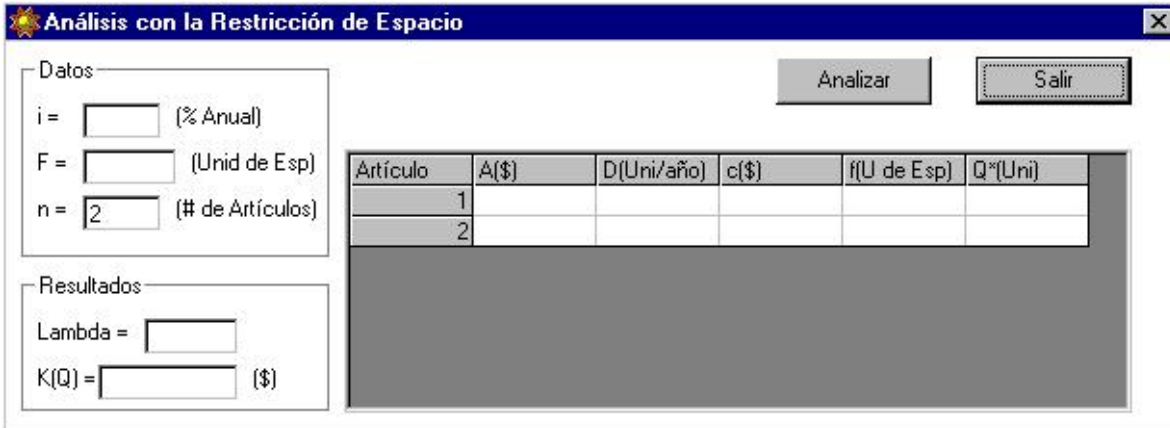 Análisis con la Restricción de Espacio
Datos
i = (% Anual)
F = (Unid de Esp)
n = 2 (# de Artículos)
Analizar Salir
Artículo A($) D(Uni/año) c($) f(U de Esp) Q*(Uni)
1
2
Resultados
Lambda =
K(Q) = ($)